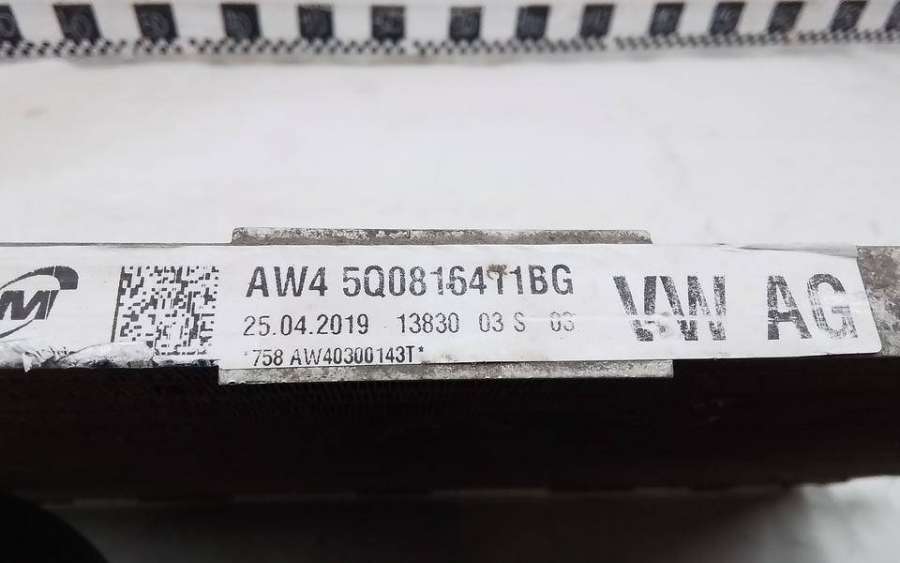 AW4 5Q0816411BG
25.04.2019 13830 03 S 03
*758 AW40300143T*
VW AG